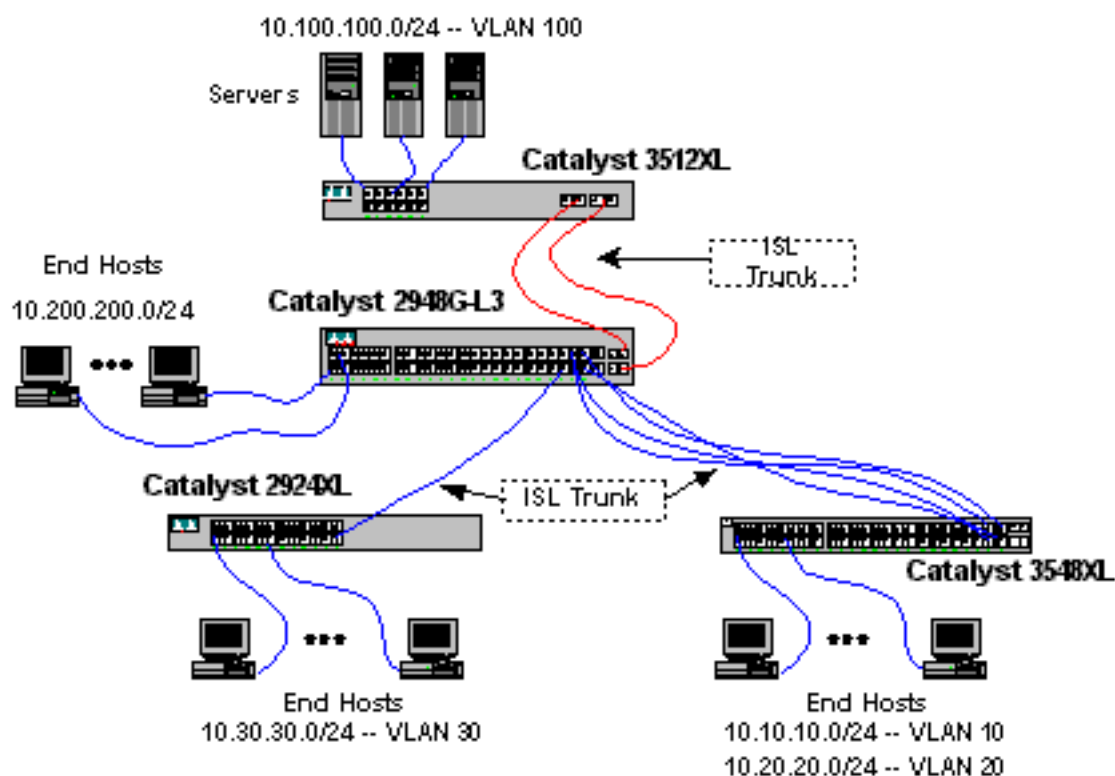 10.100.100.0/24 -- VLAN 100
Servers
Catalyst 3512XL
ISL
Trunk
End Hosts
10.200.200.0/24
Catalyst 2948G-L3
Catalyst 2924XL
ISL Trunk
Catalyst 3548XL
End Hosts
10.30.30.0/24 -- VLAN 30
End Hosts
10.10.10.0/24 -- VLAN 10
10.20.20.0/24 -- VLAN 20